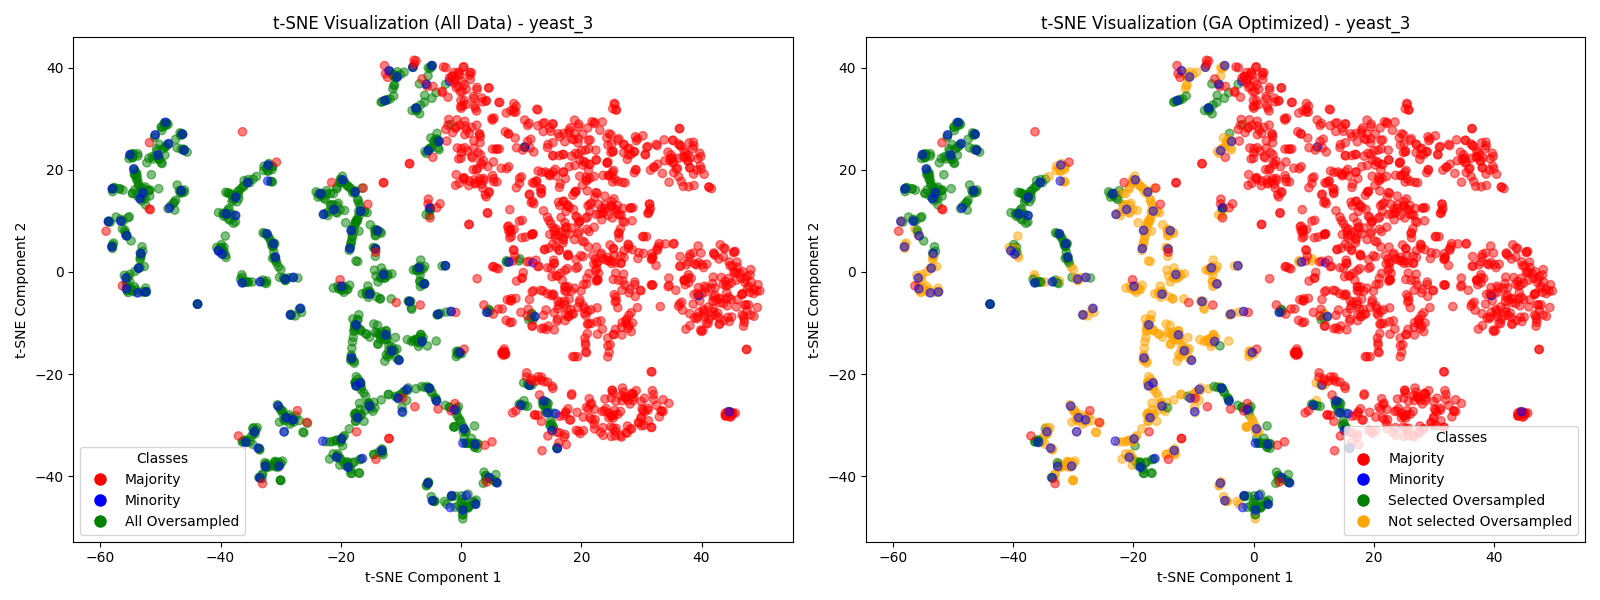 t-SNE Visualization (All Data) - yeast_3
40
20
0
−20
−40
t-SNE Component 2
Classes
Majority
Minority
All Oversampled
−60
−40
−20
0
20
40
t-SNE Component 1
t-SNE Visualization (GA Optimized) - yeast_3
40
20
0
−20
−40
t-SNE Component 2
Classes
Majority
Minority
Selected Oversampled
Not selected Oversampled
−60
−40
−20
0
20
40
t-SNE Component 1